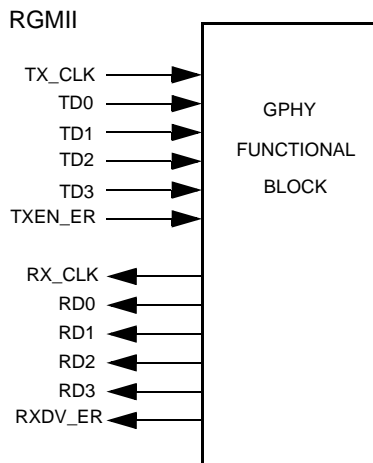 RGMII
TX_CLK
TD0
TD1
TD2
TD3
TXEN_ER
RX_CLK
RD0
RD1
RD2
RD3
RXDV_ER
GPHY
FUNCTIONAL
BLOCK